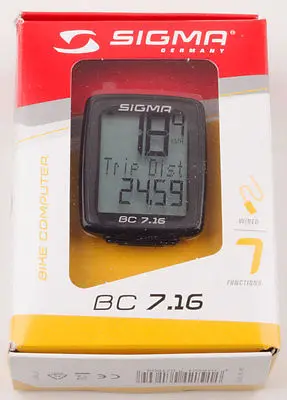 SIGMA
GERMANY
SIGMA
18.9
km/h
Trip Dist
24.59
BC 7.16
BIKE COMPUTER
WIRED
7
FUNCTIONS
BC 7.16